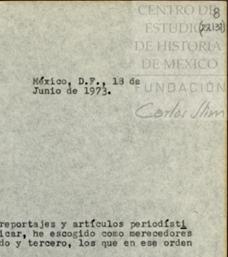 CENTRO DE
ESTUDIOS
DE HISTORIA
DE MEXICO
FUNDACIÓN
Carlos Slim
8
México, D.F., 18 de
Junio de 1973.
reportajes y artículos periodísti
icar, he escogido como merecedores
do y tercero, los que en ese orden